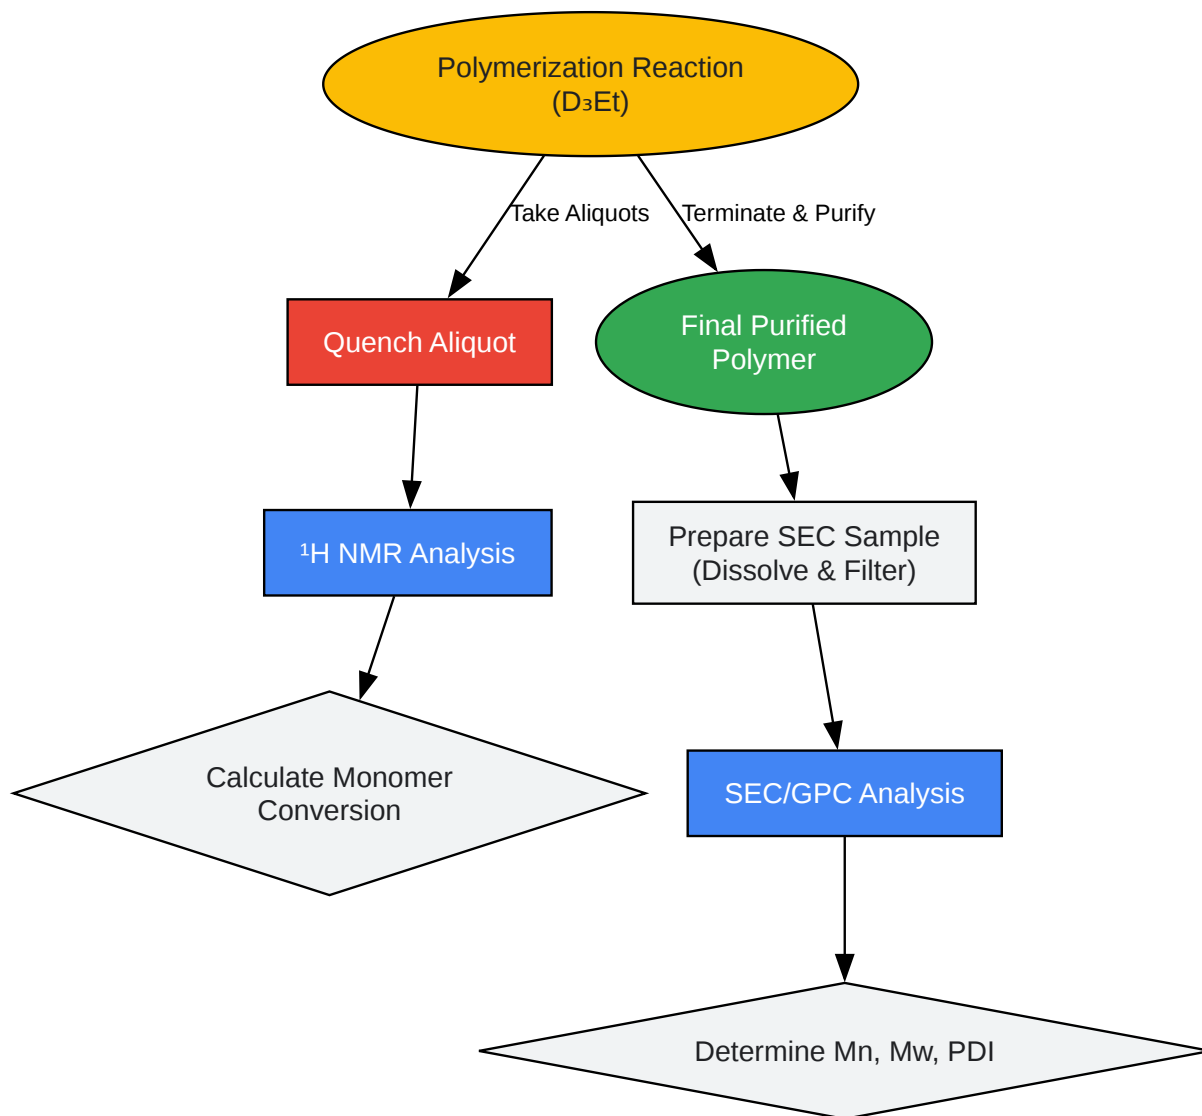 Polymerization Reaction
(D₃Et)
Take Aliquots
Terminate & Purify
Quench Aliquot
Final Purified
Polymer
¹H NMR Analysis
Prepare SEC Sample
(Dissolve & Filter)
Calculate Monomer
Conversion
SEC/GPC Analysis
Determine Mn, Mw, PDI